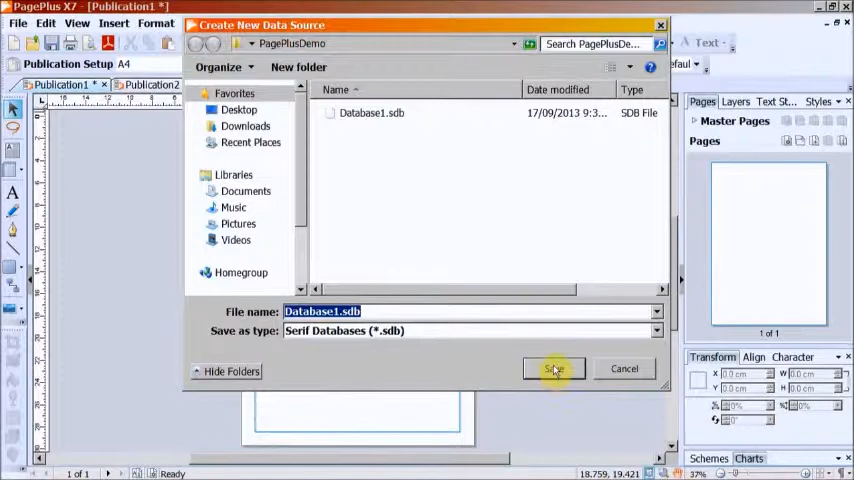 PagePlus X7 - [Publication1 *]
File Edit View Insert Format
Publication Setup A4
Publication1 * Publication2
Create New Data Source
PagePlusDemo
Search PagePlusDe...
Organize New folder
Name Date modified Type
Database1.sdb 17/09/2013 9:3... SDB File
Favorites
Desktop
Downloads
Recent Places
Libraries
Documents
Music
Pictures
Videos
Homegroup
File name: Database1.sdb
Save as type: Serif Databases (*.sdb)
Hide Folders Save Cancel
Text
Pages Layers Text St... Styles
Master Pages
Pages
1 of 1
Transform Align Character
X 0.0 cm W 0.0 cm
Y 0.0 cm H 0.0 cm
0% 0%
0°
Schemes Charts
1 of 1 Ready 18.759, 19.421 37%